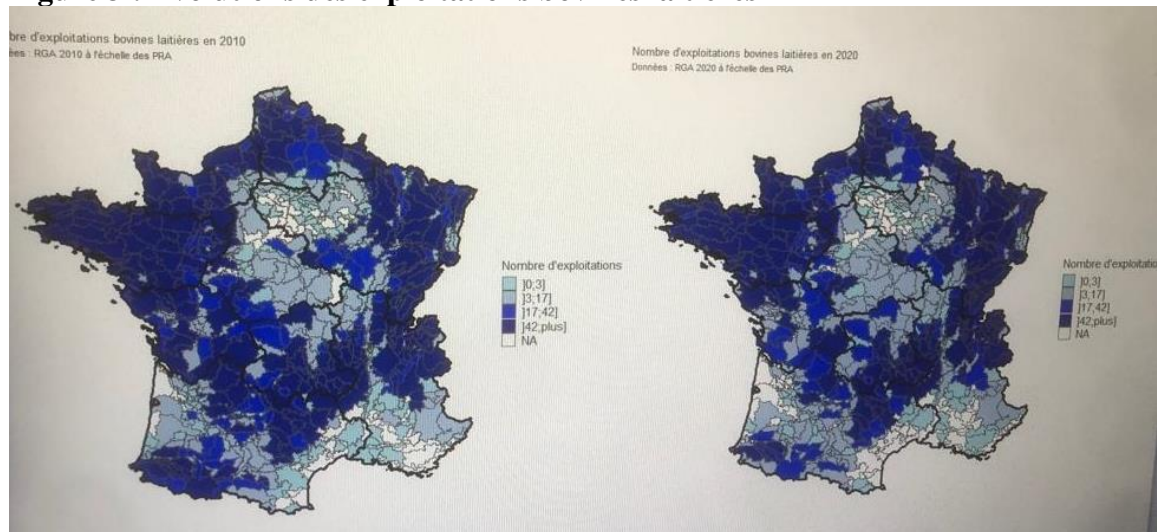 bre d'exploitations bovines laitières en 2010
ées : RGA 2010 à l'échelle des PRA
Nombre d'exploitations bovines laitières en 2020
Données : RGA 2020 à l'échelle des PRA
Nombre d'exploitations
]0;3]
]3;17]
]17;42]
]42;plus]
NA
Nombre d'exploitatio
]0;3]
]3;17]
]17;42]
]42;plus]
NA